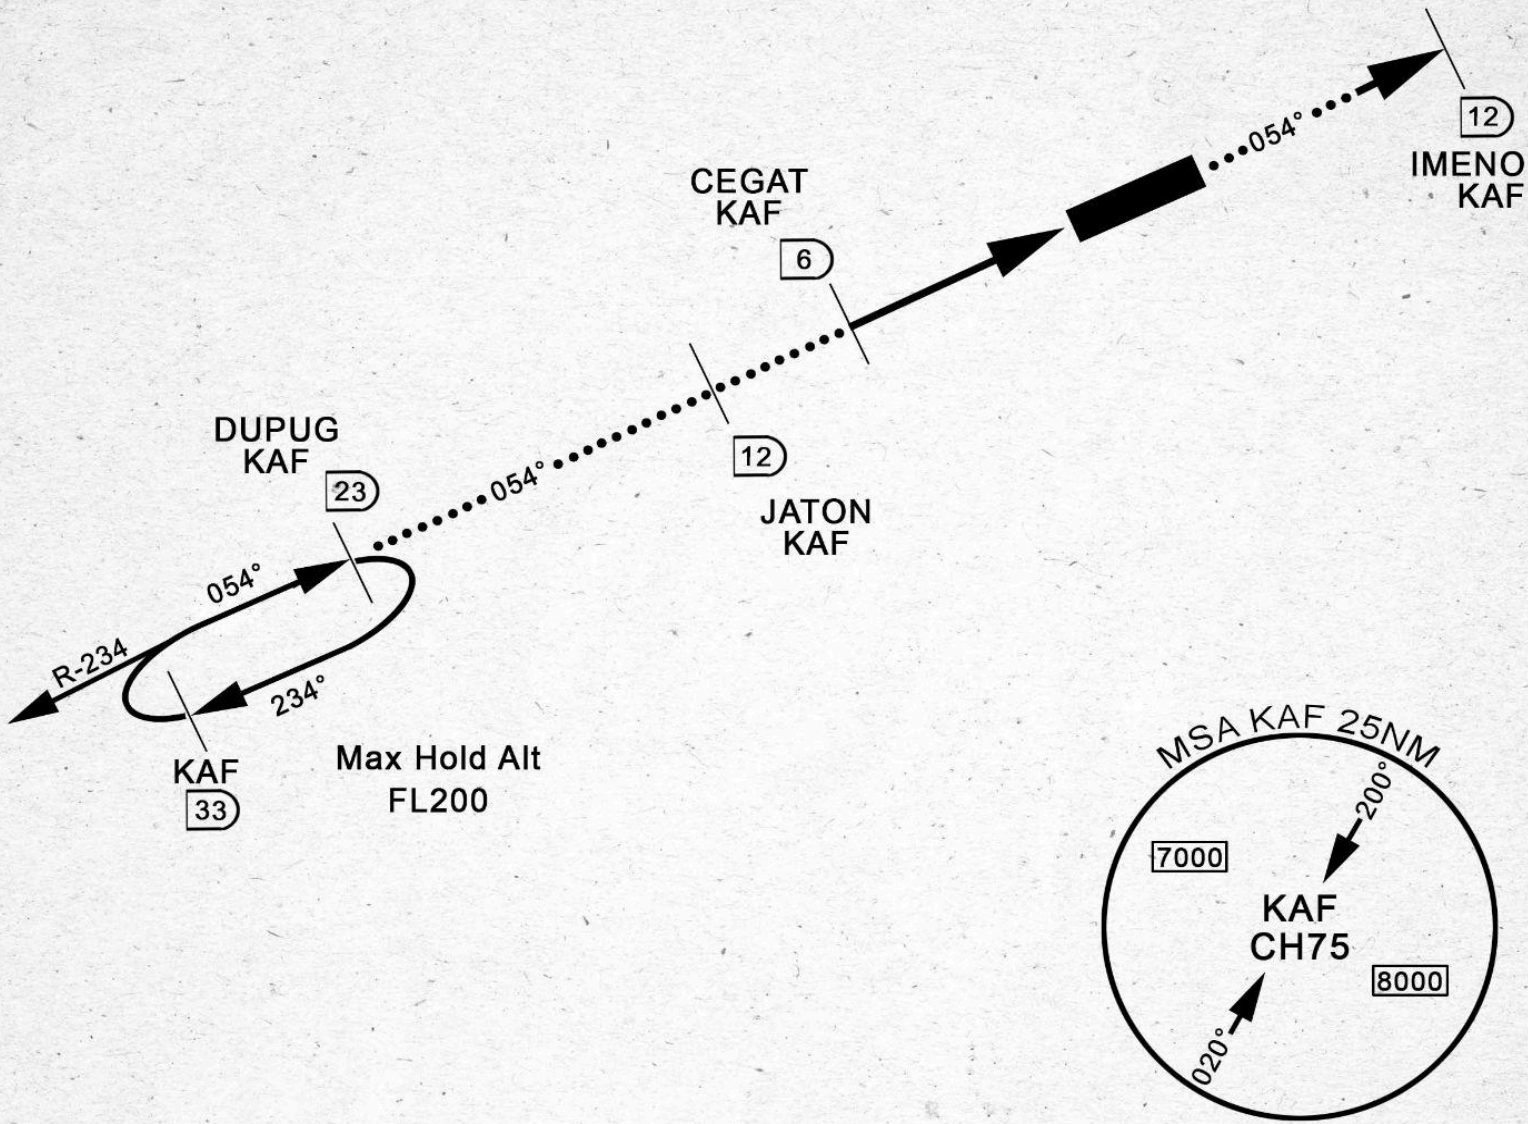 054°
12
IMENO
KAF
CEGAT
KAF
6
12
JATON
KAF
054°
DUPUG
KAF
23
054°
R-234
234°
KAF
33
Max Hold Alt
FL200
MSA KAF 25NM
200°
7000
KAF
CH75
8000
020°